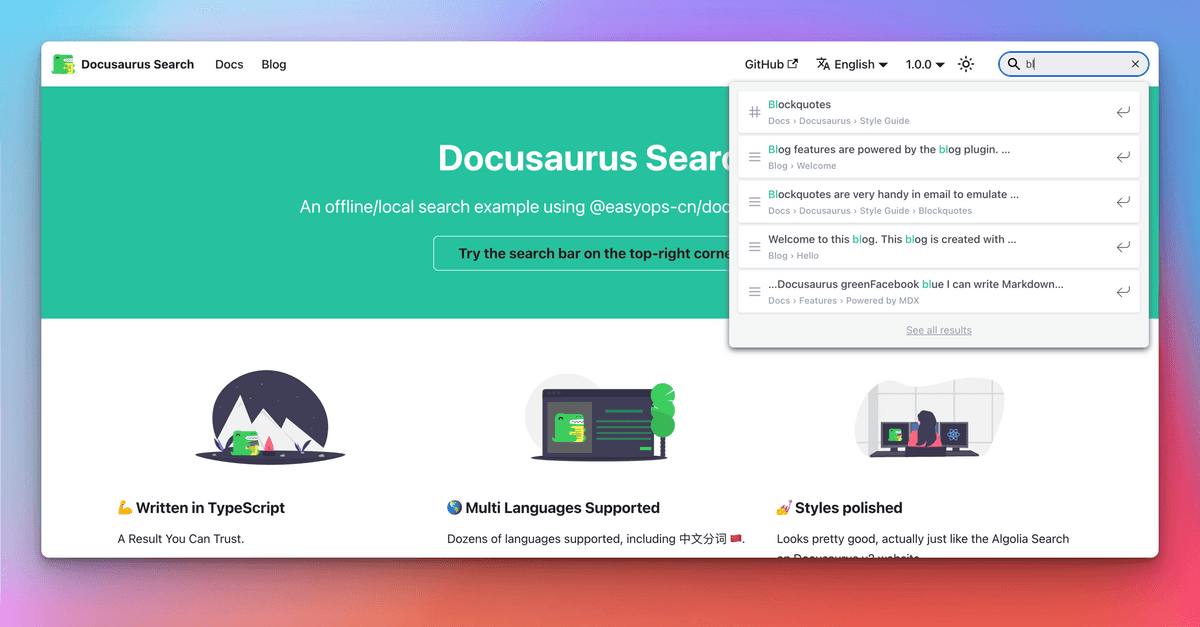 Docusaurus Search Docs Blog GitHub English 1.0.0 bl
Blockquotes
Docs › Docusaurus › Style Guide
Blog features are powered by the blog plugin. ...
Blog › Welcome
Blockquotes are very handy in email to emulate ...
Docs › Docusaurus › Style Guide › Blockquotes
Welcome to this blog. This blog is created with ...
Blog › Hello
...Docusaurus greenFacebook blue I can write Markdown...
Docs › Features › Powered by MDX
See all results
Docusaurus Searc
An offline/local search example using @easyops-cn/doc
Try the search bar on the top-right corne
💪 Written in TypeScript
A Result You Can Trust.
🌎 Multi Languages Supported
Dozens of languages supported, including 中文分词 🇨🇳.
💅 Styles polished
Looks pretty good, actually just like the Algolia Search
on Docusaurus v2 website.